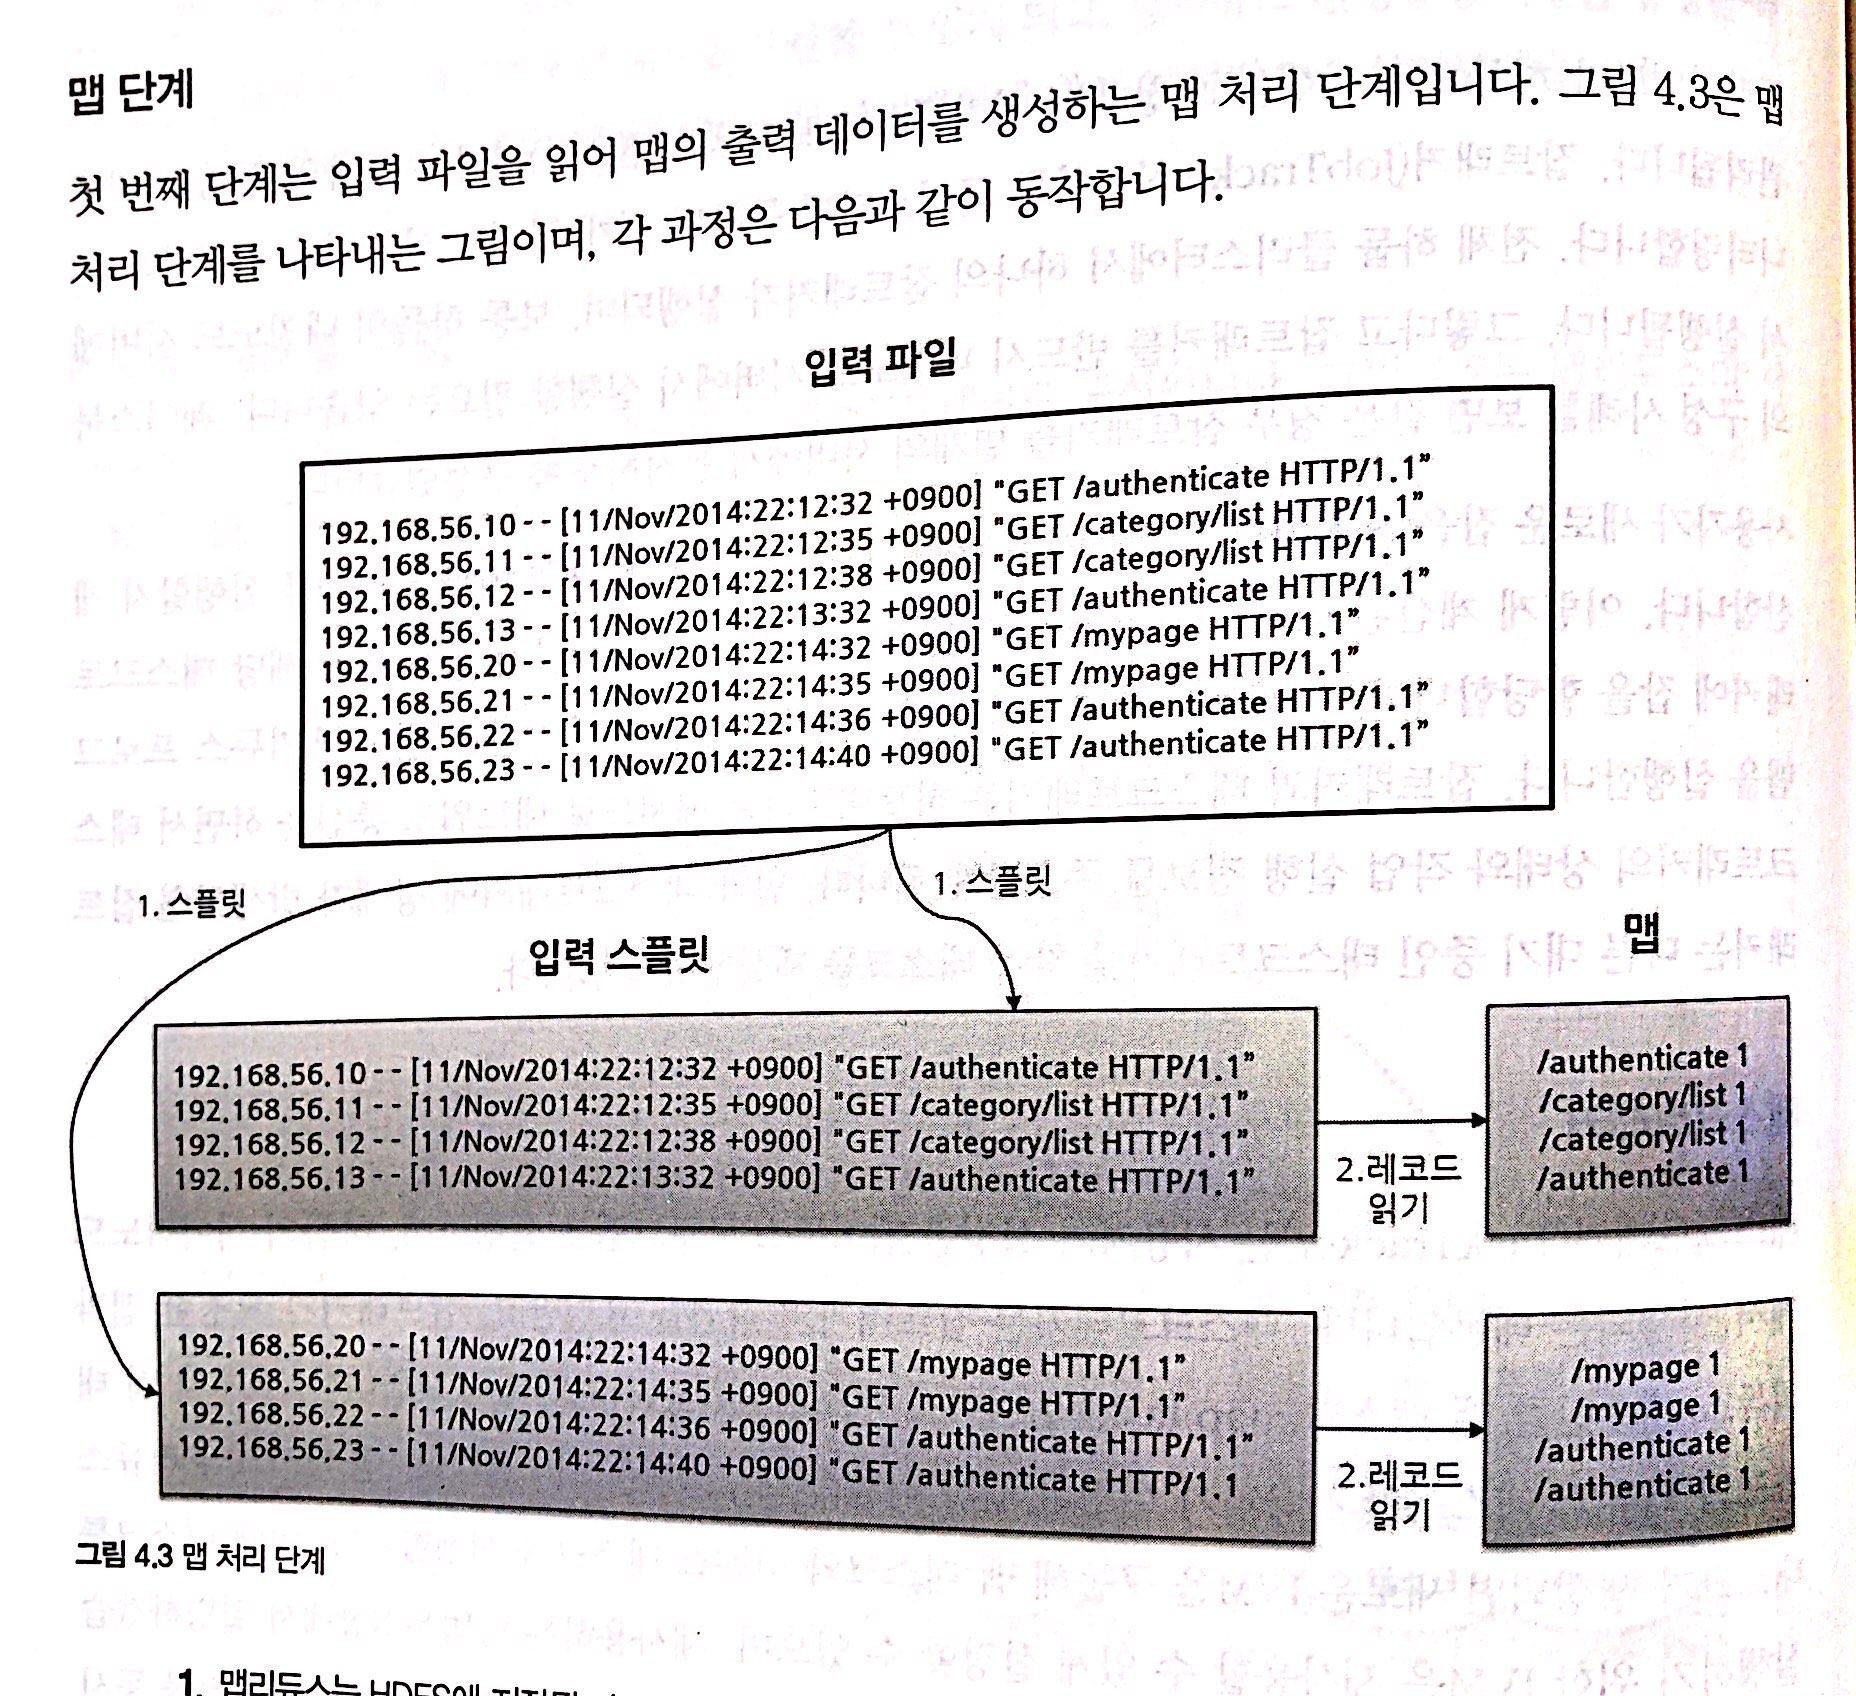 맵 단계
첫 번째 단계는 입력 파일을 읽어 맵의 출력 데이터를 생성하는 맵 처리 단계입니다. 그림 4.3은 맵
처리 단계를 나타내는 그림이며, 각 과정은 다음과 같이 동작합니다.
입력 파일
192.168.56.10 - - [11/Nov/2014:22:12:32 +0900] "GET /authenticate HTTP/1.1”
192.168.56.11 - - [11/Nov/2014:22:12:35 +0900] "GET /category/list HTTP/1.1”
192.168.56.12 - - [11/Nov/2014:22:12:38 +0900] "GET /category/list HTTP/1.1”
192.168.56.13 - - [11/Nov/2014:22:13:32 +0900] "GET /authenticate HTTP/1.1”
192.168.56.20 - - [11/Nov/2014:22:14:32 +0900] "GET /mypage HTTP/1.1”
192.168.56.21 - - [11/Nov/2014:22:14:35 +0900] "GET /mypage HTTP/1.1”
192.168.56.22 - - [11/Nov/2014:22:14:36 +0900] "GET /authenticate HTTP/1.1”
192.168.56.23 - - [11/Nov/2014:22:14:40 +0900] "GET /authenticate HTTP/1.1”
1. 스플릿
1. 스플릿
입력 스플릿
맵
192.168.56.10 - - [11/Nov/2014:22:12:32 +0900] "GET /authenticate HTTP/1.1”
192.168.56.11 - - [11/Nov/2014:22:12:35 +0900] "GET /category/list HTTP/1.1”
192.168.56.12 - - [11/Nov/2014:22:12:38 +0900] "GET /category/list HTTP/1.1”
192.168.56.13 - - [11/Nov/2014:22:13:32 +0900] "GET /authenticate HTTP/1.1”
2.레코드
읽기
/authenticate 1
/category/list 1
/category/list 1
/authenticate 1
192.168.56.20 - - [11/Nov/2014:22:14:32 +0900] "GET /mypage HTTP/1.1”
192.168.56.21 - - [11/Nov/2014:22:14:35 +0900] "GET /mypage HTTP/1.1”
192.168.56.22 - - [11/Nov/2014:22:14:36 +0900] "GET /authenticate HTTP/1.1”
192.168.56.23 - - [11/Nov/2014:22:14:40 +0900] "GET /authenticate HTTP/1.1
2.레코드
읽기
/mypage 1
/mypage 1
/authenticate 1
/authenticate 1
그림 4.3 맵 처리 단계
1. 맵리듀스는 HDFS에